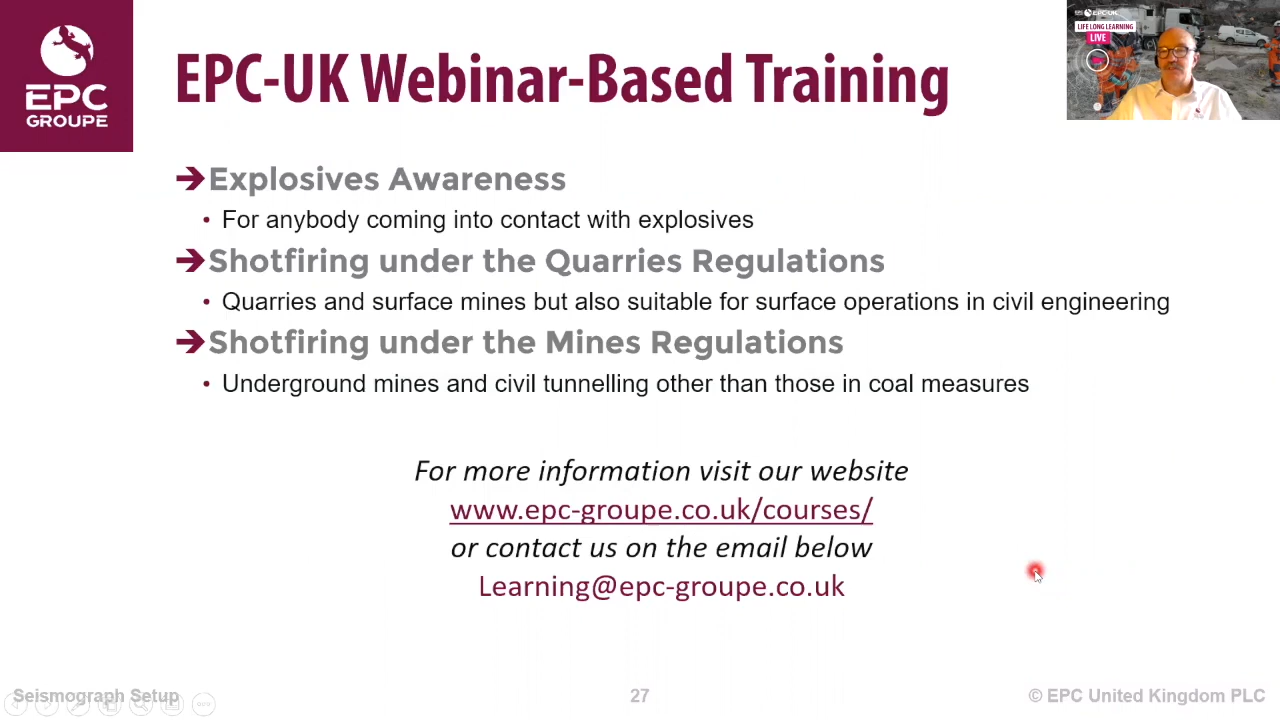 EPC
GROUPE
EPC-UK Webinar-Based Training
EPC-UK
LIFE LONG LEARNING
LIVE
Explosives Awareness
• For anybody coming into contact with explosives
Shotfiring under the Quarries Regulations
• Quarries and surface mines but also suitable for surface operations in civil engineering
Shotfiring under the Mines Regulations
• Underground mines and civil tunnelling other than those in coal measures
For more information visit our website
www.epc-groupe.co.uk/courses/
or contact us on the email below
Learning@epc-groupe.co.uk
Seismograph Setup
27
© EPC United Kingdom PLC